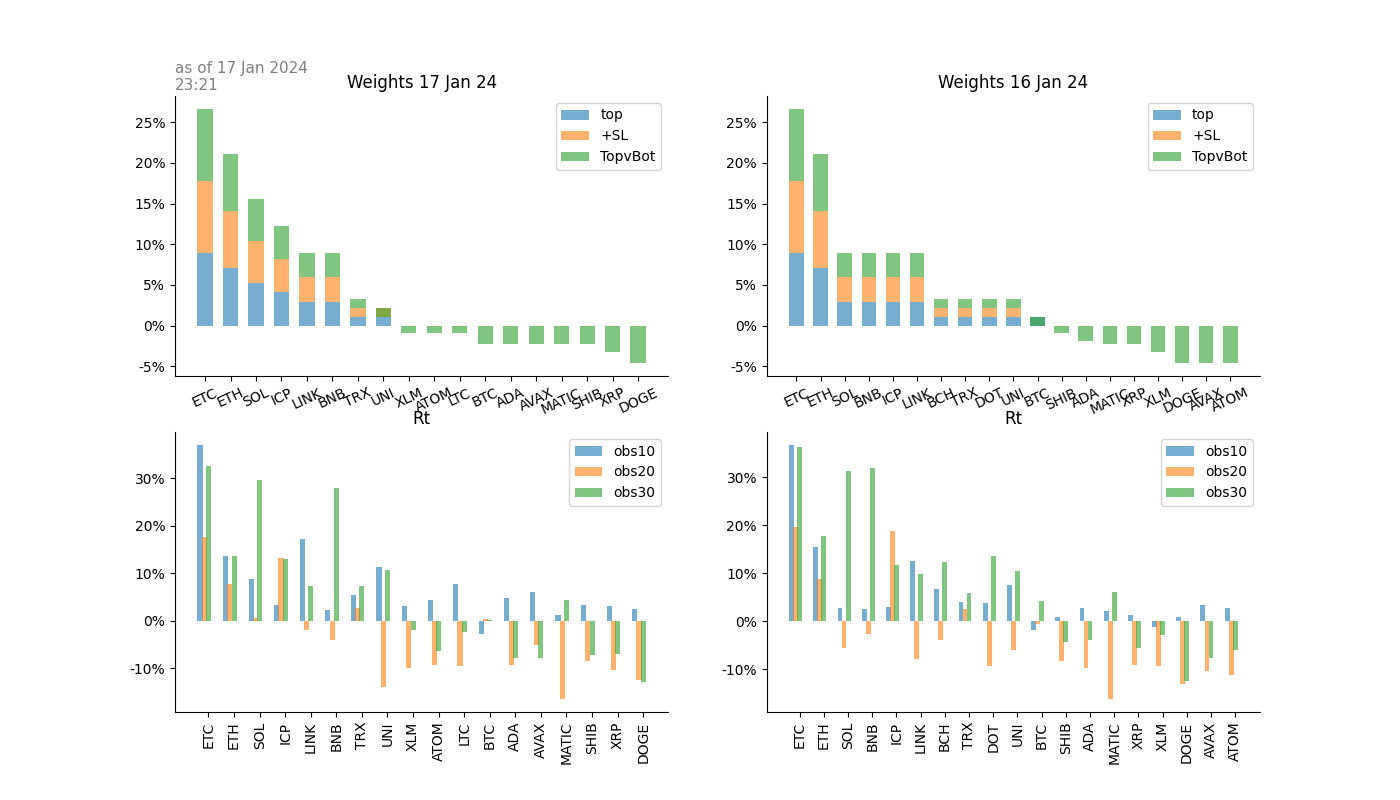 as of 17 Jan 2024
23:21
Weights 17 Jan 24
25%
20%
15%
10%
5%
0%
-5%
top
+SL
TopvBot
ETC ETH SOL ICP LINK BNB TRX UNI XLM ATOM LTC BTC ADA AVAX MATIC SHIB XRP DOGE
Weights 16 Jan 24
25%
20%
15%
10%
5%
0%
-5%
top
+SL
TopvBot
ETC ETH SOL BNB ICP LINK BCH TRX DOT UNI BTC SHIB ADA MATIC XRP XLM DOGE AVAX ATOM
Rt
30%
20%
10%
0%
-10%
obs10
obs20
obs30
ETC ETH SOL ICP LINK BNB TRX UNI XLM ATOM LTC BTC ADA AVAX MATIC SHIB XRP DOGE
Rt
30%
20%
10%
0%
-10%
obs10
obs20
obs30
ETC ETH SOL BNB ICP LINK BCH TRX DOT UNI BTC SHIB ADA MATIC XRP XLM DOGE AVAX ATOM